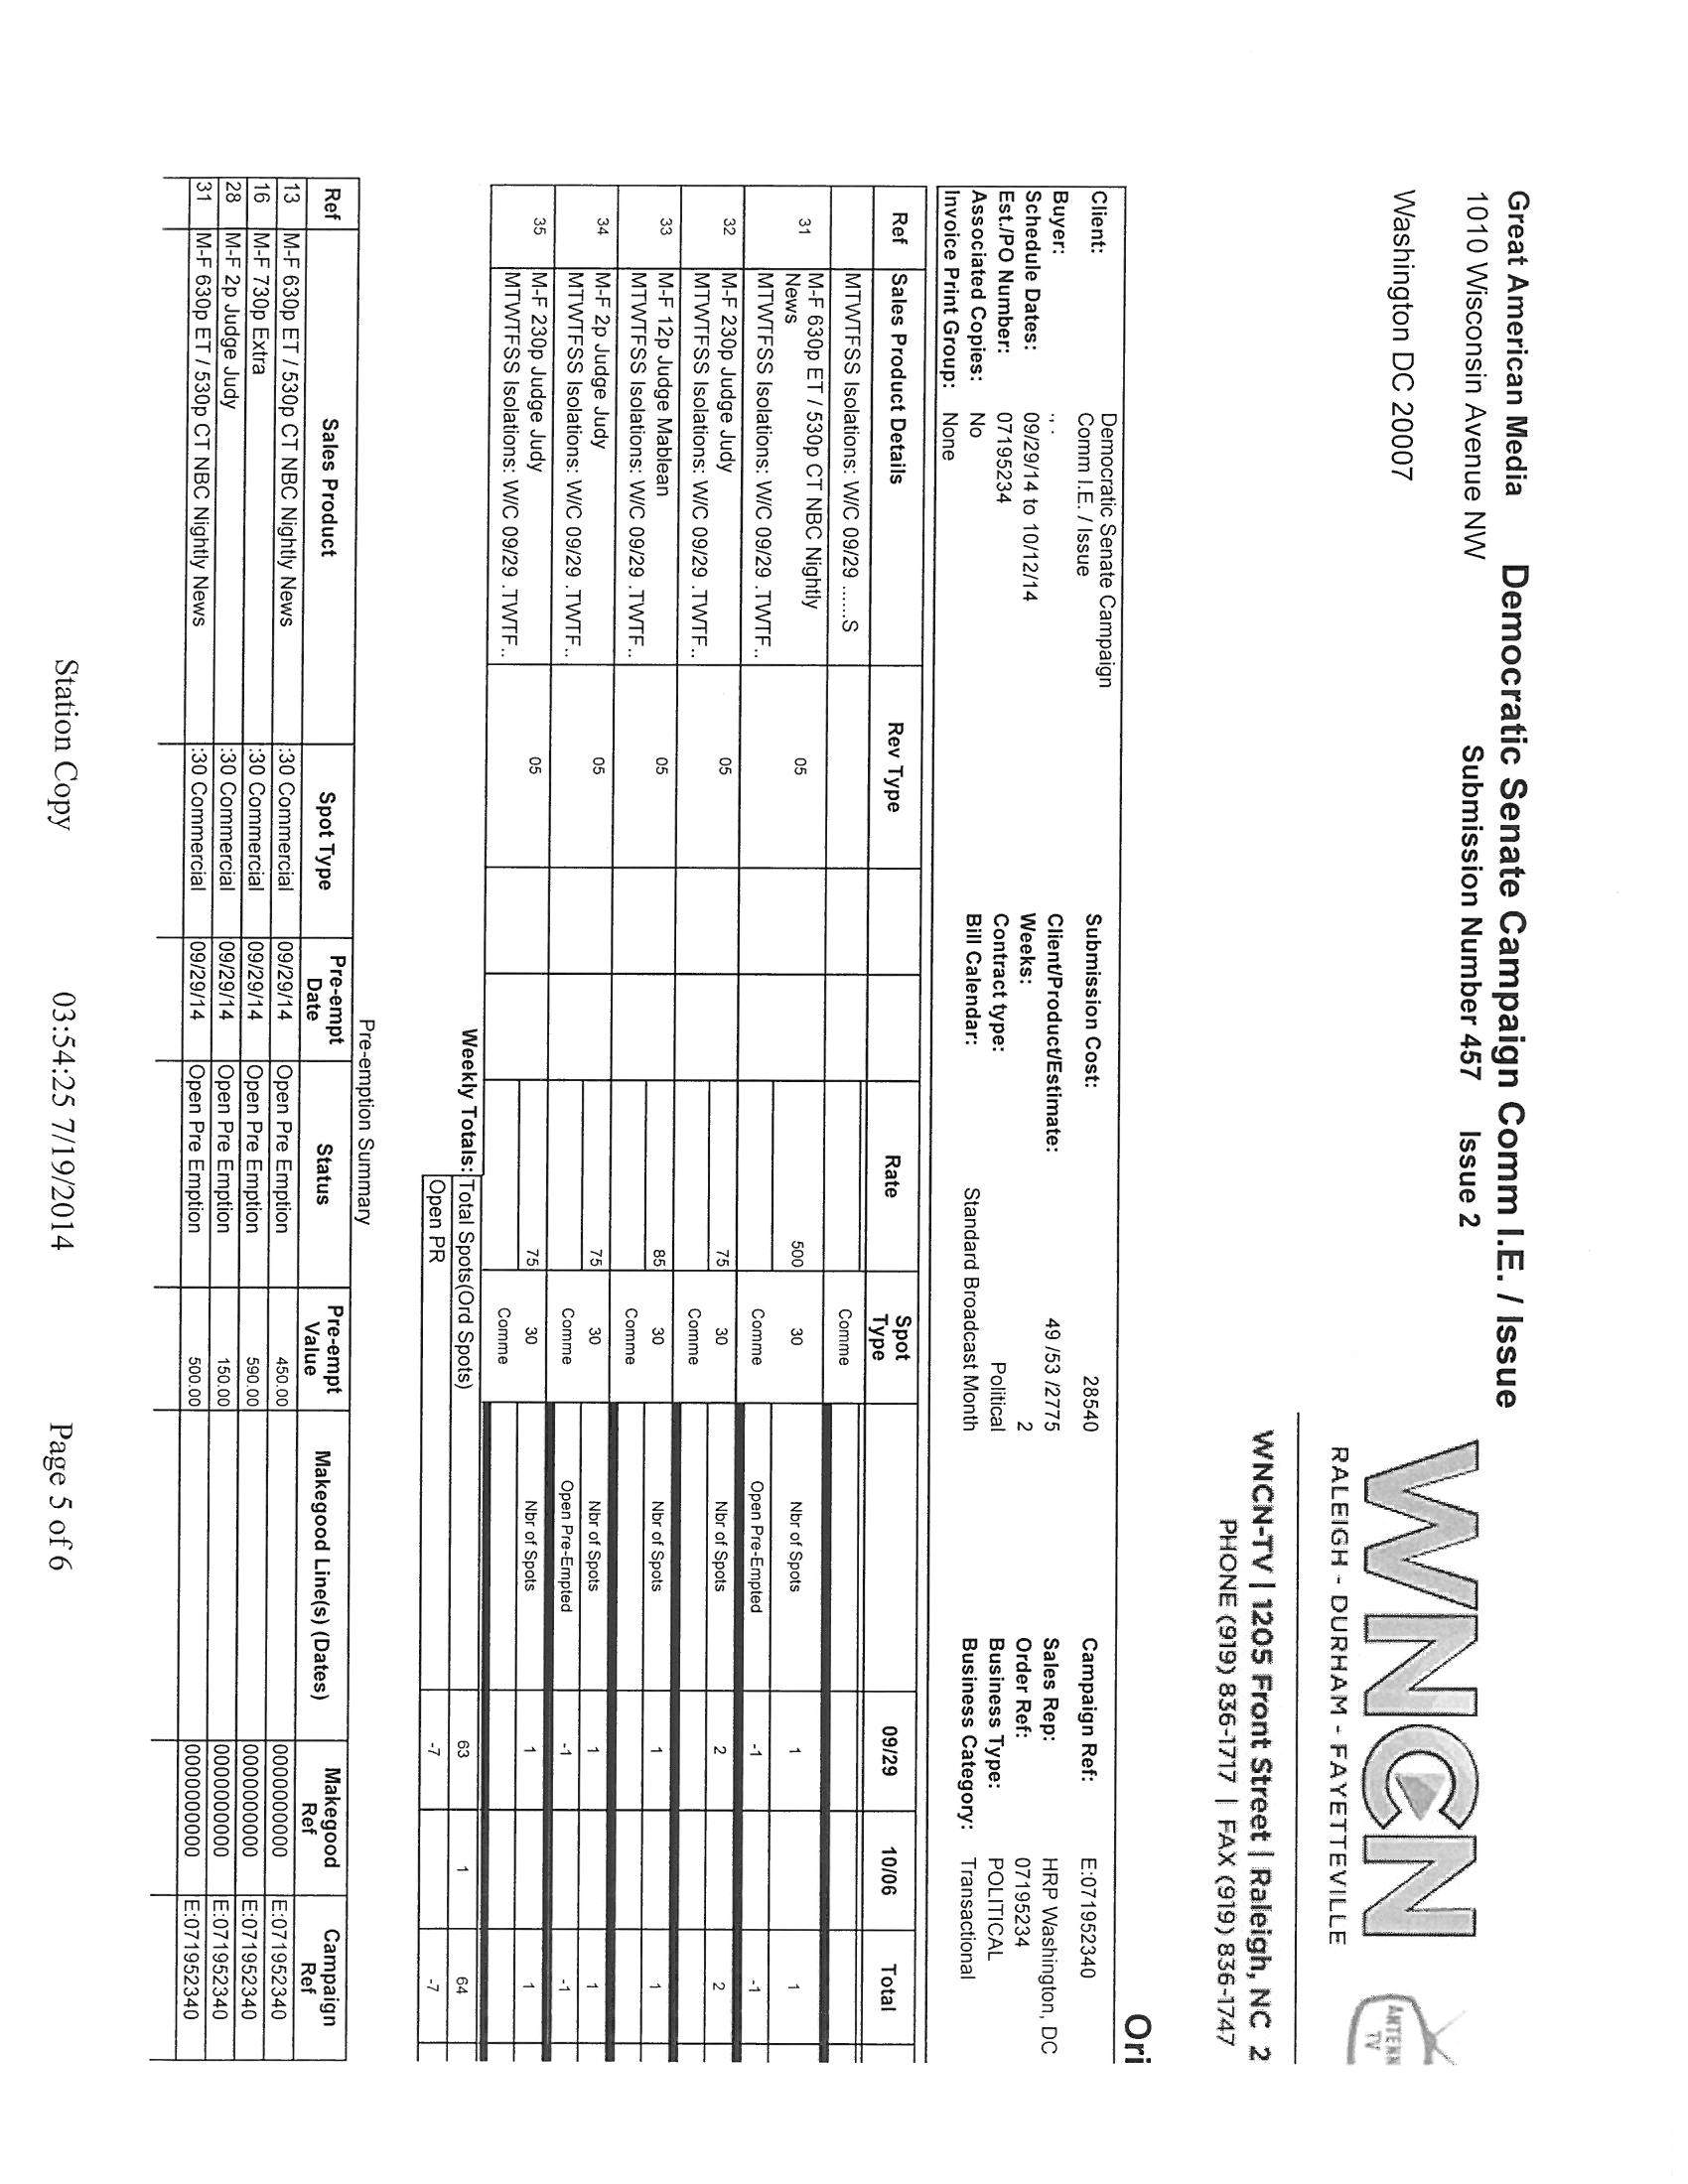 Great American Media Democratic Senate Campaign Comm I.E. / Issue
1010 Wisconsin Avenue NW Submission Number 457 Issue 2
Washington DC 20007
WNCN
RALEIGH - DURHAM - FAYETTEVILLE
ANTENN
TV
WNCN-TV | 1205 Front Street | Raleigh, NC 2
PHONE (919) 836-1717 | FAX (919) 836-1747
Ori
Client: Democratic Senate Campaign Comm I.E. / Issue
Buyer: ., .
Schedule Dates: 09/29/14 to 10/12/14
Est./PO Number: 07195234
Associated Copies: No
Invoice Print Group: None
Submission Cost: 28540
Client/Product/Estimate: 49 /53 /2775
Weeks: 2
Contract type: Political
Bill Calendar: Standard Broadcast Month
Campaign Ref: E:071952340
Sales Rep: HRP Washington, DC
Order Ref: 07195234
Business Type: POLITICAL
Business Category: Transactional
Ref Sales Product Details Rev Type Rate Spot Type 09/29 10/06 Total
MTWTFSS Isolations: W/C 09/29 ......S Comme
31 M-F 630p ET / 530p CT NBC Nightly News 05 500 30 Nbr of Spots 1 1
MTWTFSS Isolations: W/C 09/29 .TWTF.. Comme Open Pre-Empted -1 -1
32 M-F 230p Judge Judy 05 75 30 Nbr of Spots 2 2
MTWTFSS Isolations: W/C 09/29 .TWTF.. Comme
33 M-F 12p Judge Mablean 05 85 30 Nbr of Spots 1 1
MTWTFSS Isolations: W/C 09/29 .TWTF.. Comme
34 M-F 2p Judge Judy 05 75 30 Nbr of Spots 1 1
MTWTFSS Isolations: W/C 09/29 .TWTF.. Comme Open Pre-Empted -1 -1
35 M-F 230p Judge Judy 05 75 30 Nbr of Spots 1 1
MTWTFSS Isolations: W/C 09/29 .TWTF.. Comme
Weekly Totals: Total Spots(Ord Spots) 63 1 64
Open PR -7 -7
Pre-emption Summary
Ref Sales Product Spot Type Pre-empt Date Status Pre-empt Value Makegood Line(s) (Dates) Makegood Ref Campaign Ref
13 M-F 630p ET / 530p CT NBC Nightly News :30 Commercial 09/29/14 Open Pre Emption 450.00 0000000000 E:071952340
16 M-F 730p Extra :30 Commercial 09/29/14 Open Pre Emption 590.00 0000000000 E:071952340
28 M-F 2p Judge Judy :30 Commercial 09/29/14 Open Pre Emption 150.00 0000000000 E:071952340
31 M-F 630p ET / 530p CT NBC Nightly News :30 Commercial 09/29/14 Open Pre Emption 500.00 0000000000 E:071952340
Station Copy 03:54:25 7/19/2014 Page 5 of 6